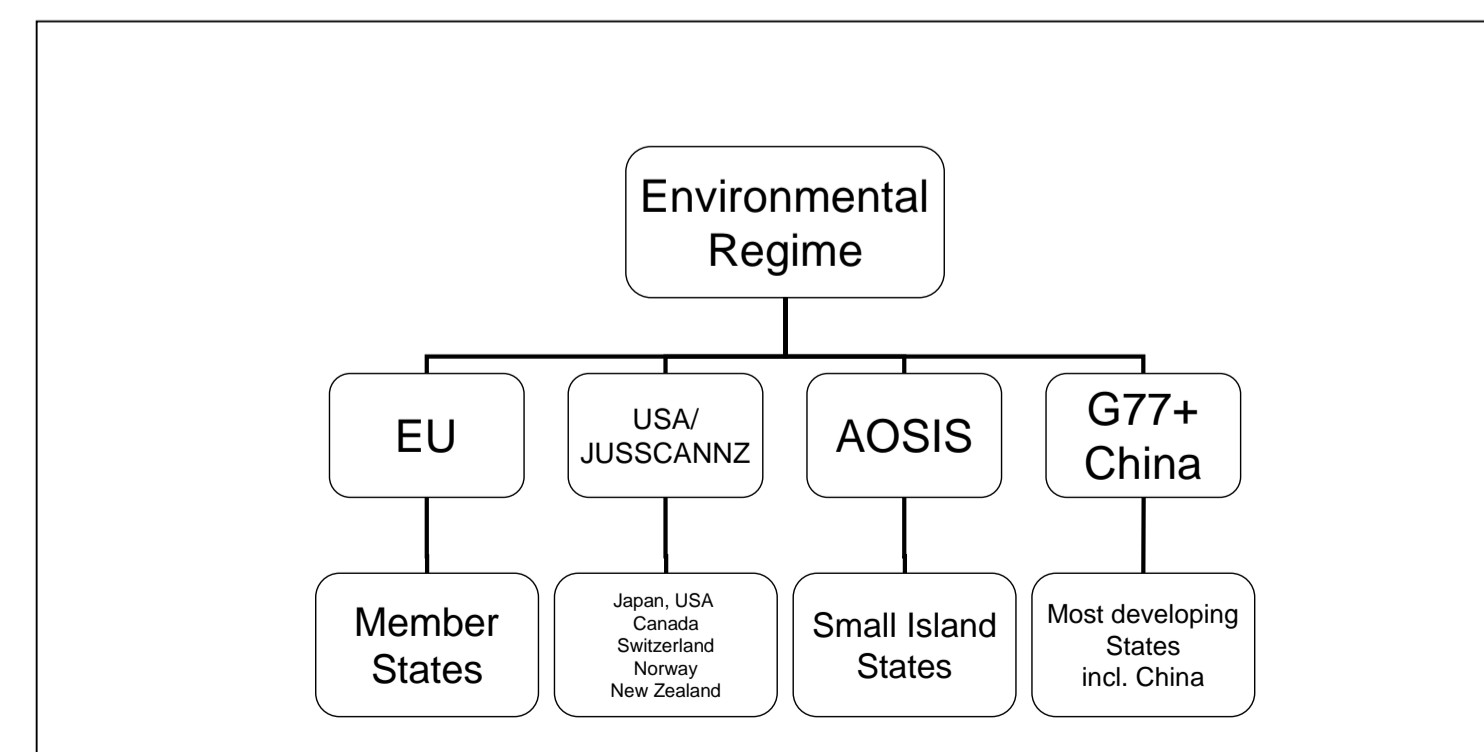 Environmental
Regime
EU
USA/
JUSSCANNZ
AOSIS
G77+
China
Member
States
Japan, USA
Canada
Switzerland
Norway
New Zealand
Small Island
States
Most developing
States
incl. China